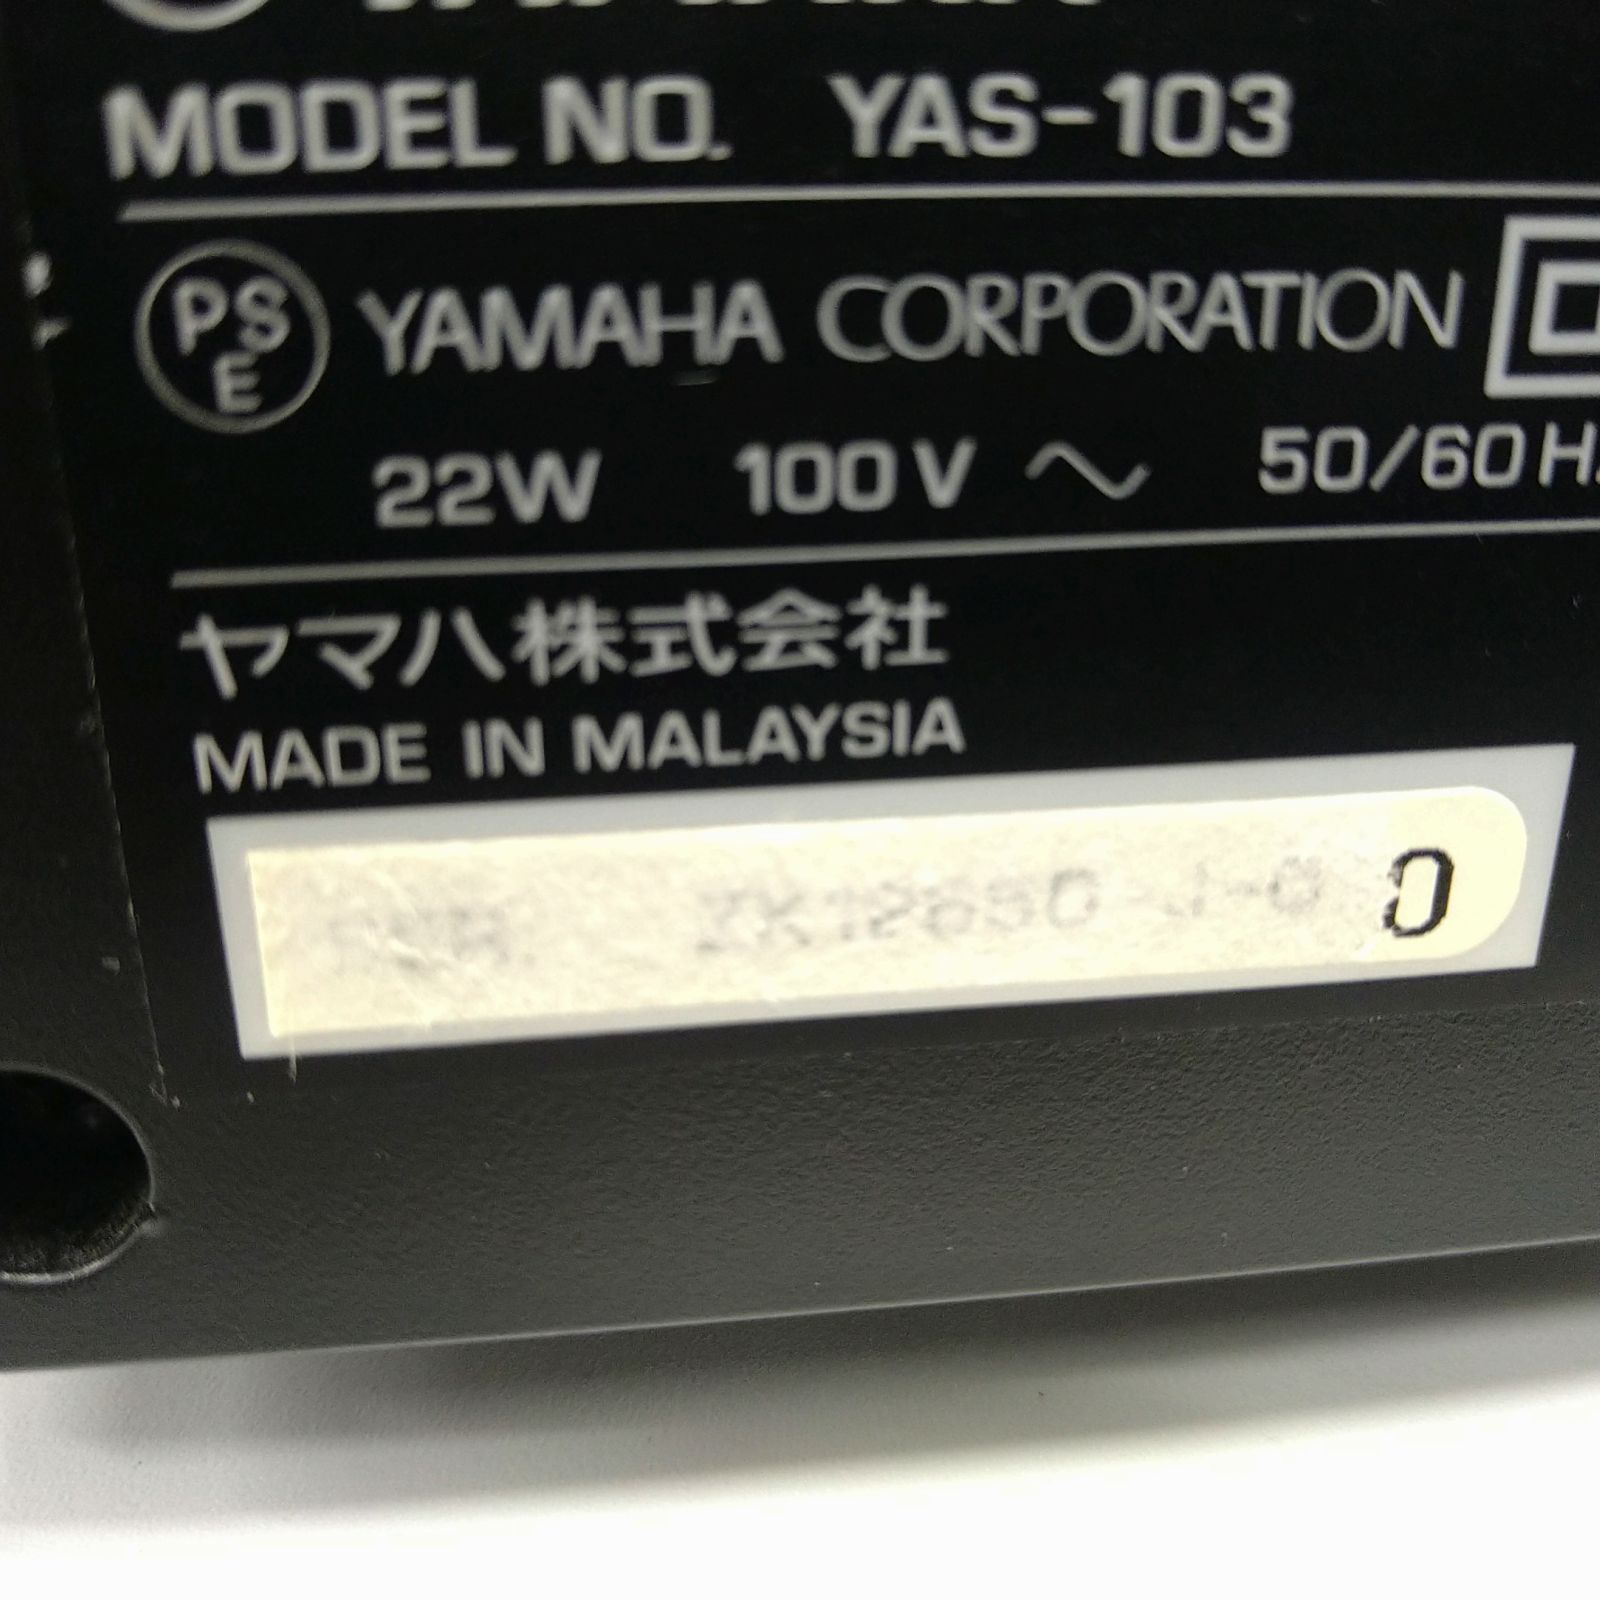 MODEL NO. YAS-103
PSE YAMAHA CORPORATION
22W 100V ~ 50/60 H
ヤマハ株式会社
MADE IN MALAYSIA
0